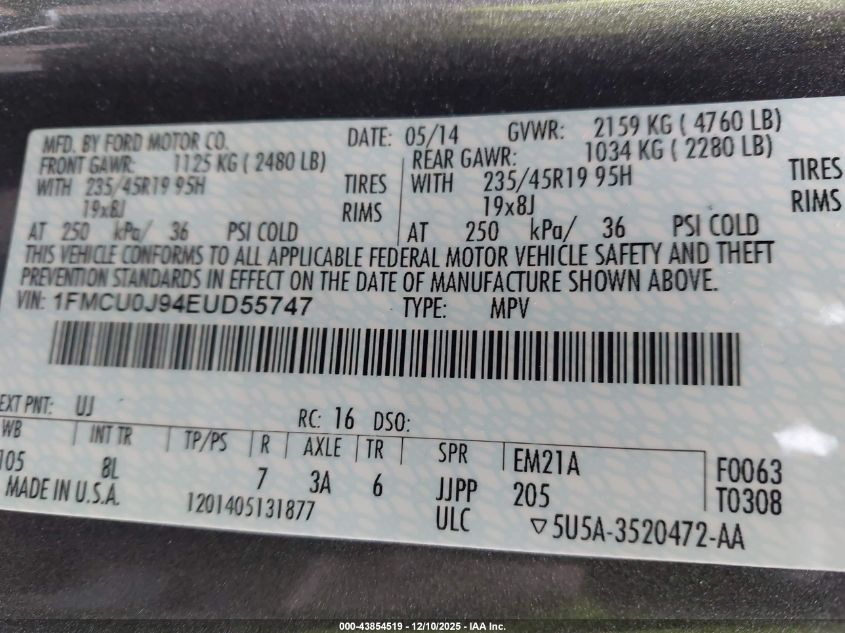 MFD. BY FORD MOTOR CO. DATE: 05/14 GVWR: 2159 KG ( 4760 LB)
FRONT GAWR: 1125 KG ( 2480 LB) REAR GAWR: 1034 KG ( 2280 LB)
WITH 235/45R19 95H TIRES WITH 235/45R19 95H TIRES
19x8J RIMS 19x8J RIMS
AT 250 kPa/ 36 PSI COLD AT 250 kPa/ 36 PSI COLD
THIS VEHICLE CONFORMS TO ALL APPLICABLE FEDERAL MOTOR VEHICLE SAFETY AND THEFT
PREVENTION STANDARDS IN EFFECT ON THE DATE OF MANUFACTURE SHOWN ABOVE.
VIN: 1FMCU0J94EUD55747 TYPE: MPV
EXT PNT: UJ RC: 16 DSO:
WB INT TR TP/PS R AXLE TR SPR EM21A F0063
105 8L 7 3A 6 JJPP 205 T0308
MADE IN U.S.A. 1201405131877 ULC ▽5U5A-3520472-AA
000-43854519 - 12/10/2025 - IAA Inc.